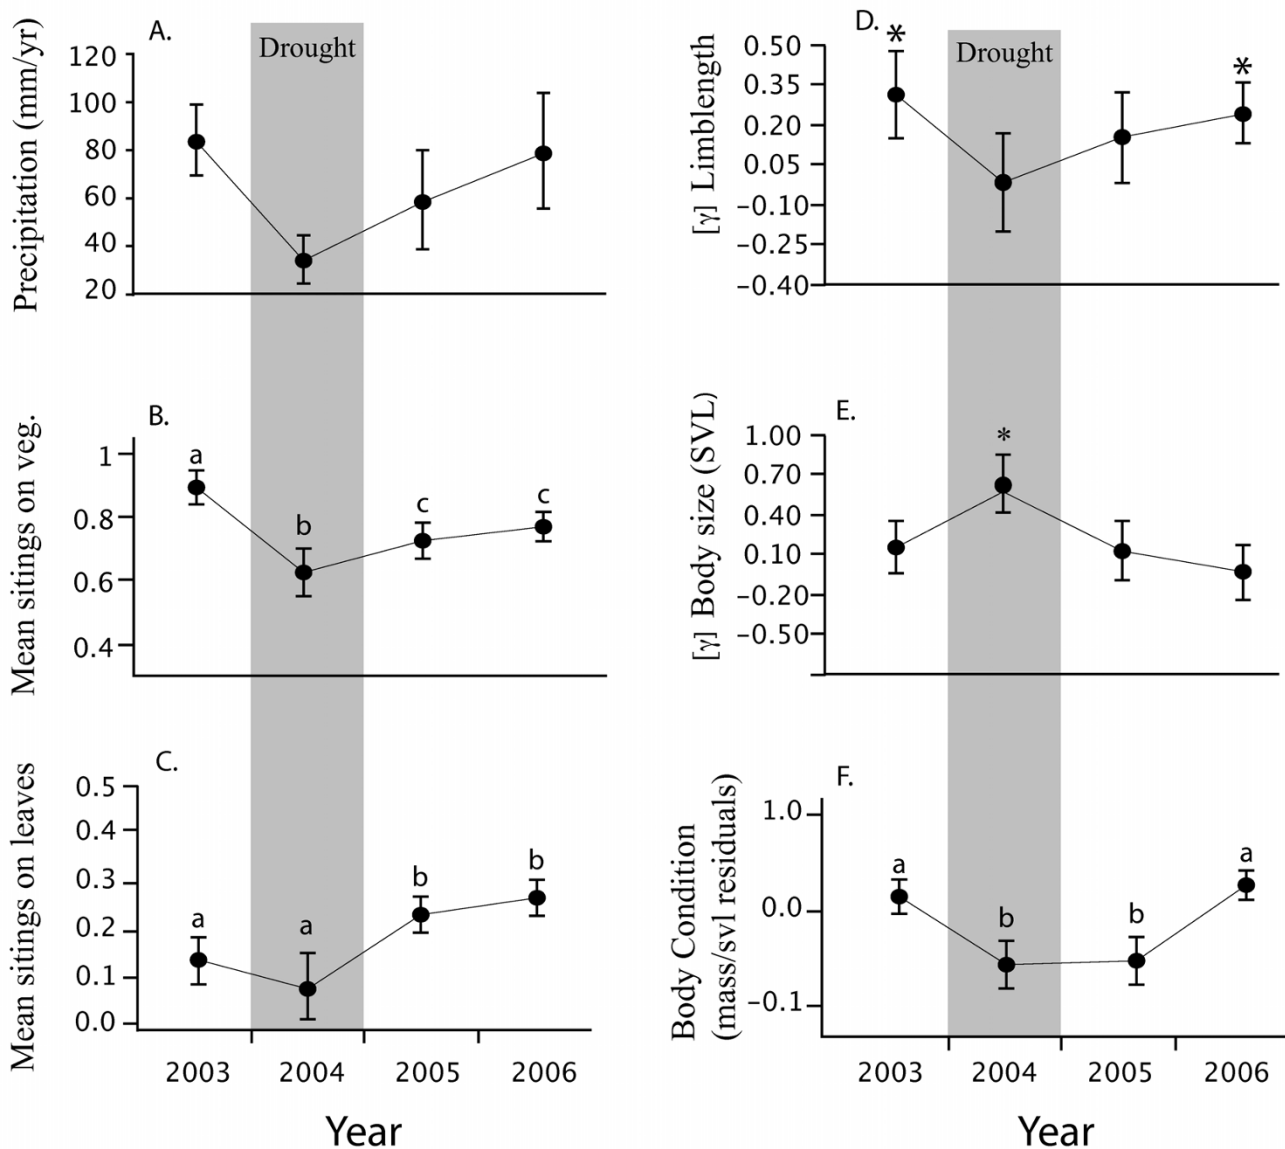 A.
Drought
Precipitation (mm/yr)
120
100
80
60
40
20
B.
Mean sitings on veg.
1
0.8
0.6
0.4
a
b
c
c
C.
Mean sitings on leaves
0.5
0.4
0.3
0.2
0.1
0.0
a
a
b
b
2003
2004
2005
2006
Year
D.
Drought
[γ] Limblength
0.50
0.35
0.20
0.05
−0.10
−0.25
−0.40
*
*
E.
[γ] Body size (SVL)
1.00
0.70
0.40
0.10
−0.20
−0.50
*
F.
Body Condition
(mass/svl residuals)
1.0
0.0
−0.1
a
b
b
a
2003
2004
2005
2006
Year